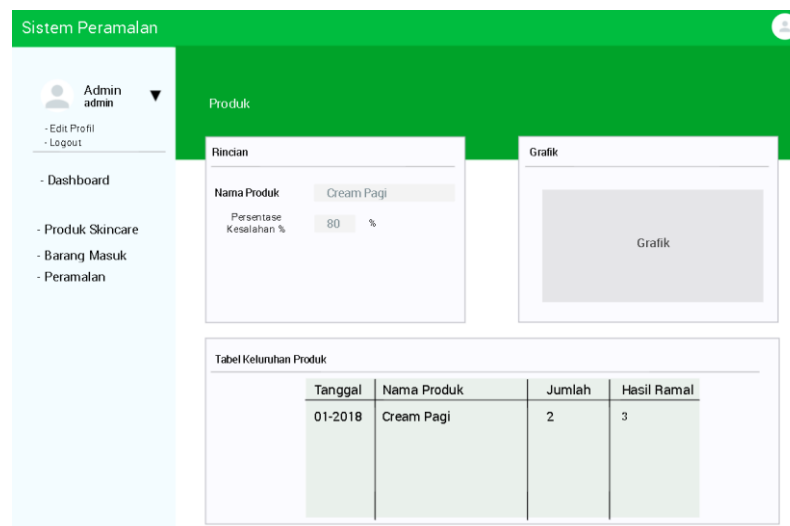 Sistem Peramalan
Admin
admin
▼
- Edit Profil
- Logout
- Dashboard
- Produk Skincare
- Barang Masuk
- Peramalan
Produk
Rincian
Nama Produk Cream Pagi
Persentase
Kesalahan % 80 %
Grafik
Grafik
Tabel Keluruhan Produk
Tanggal Nama Produk Jumlah Hasil Ramal
01-2018 Cream Pagi 2 3